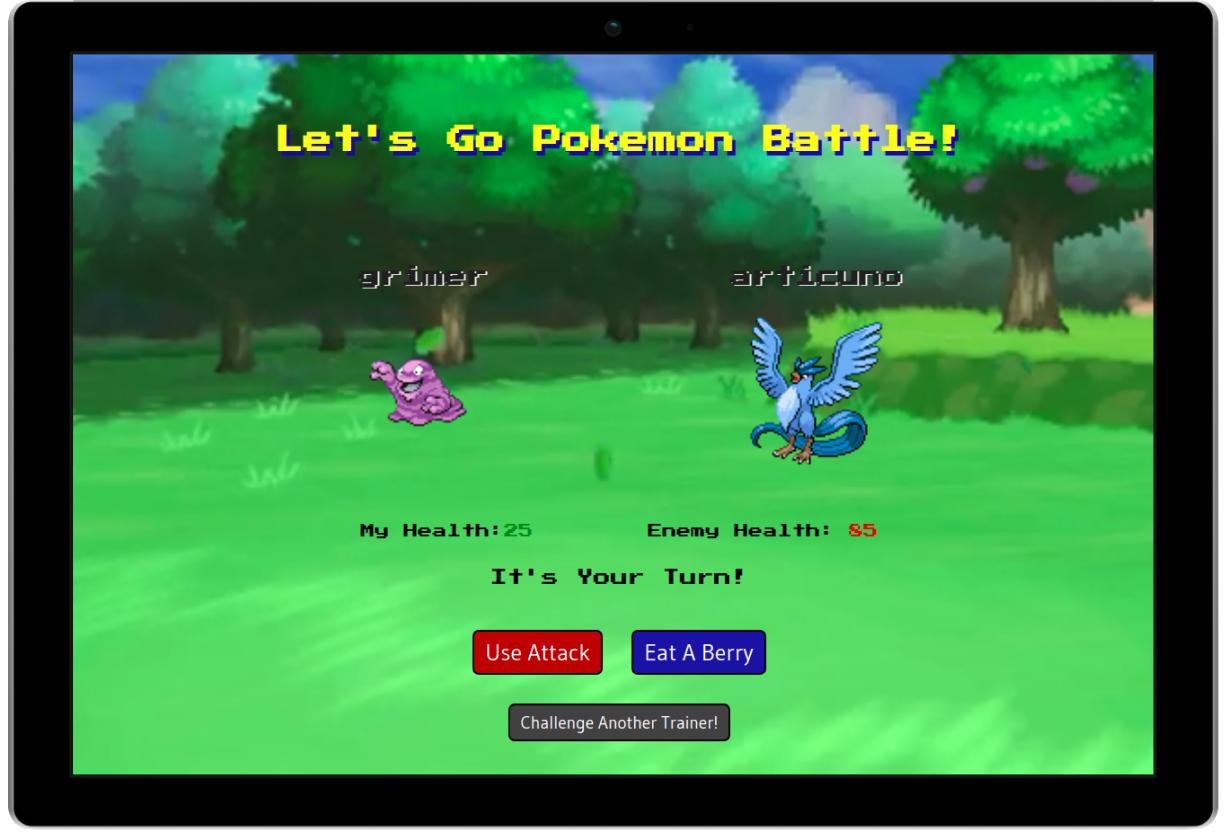 Let's Go Pokemon Battle!
grimer
articuno
My Health:25
Enemy Health: 85
It's Your Turn!
Use Attack
Eat A Berry
Challenge Another Trainer!